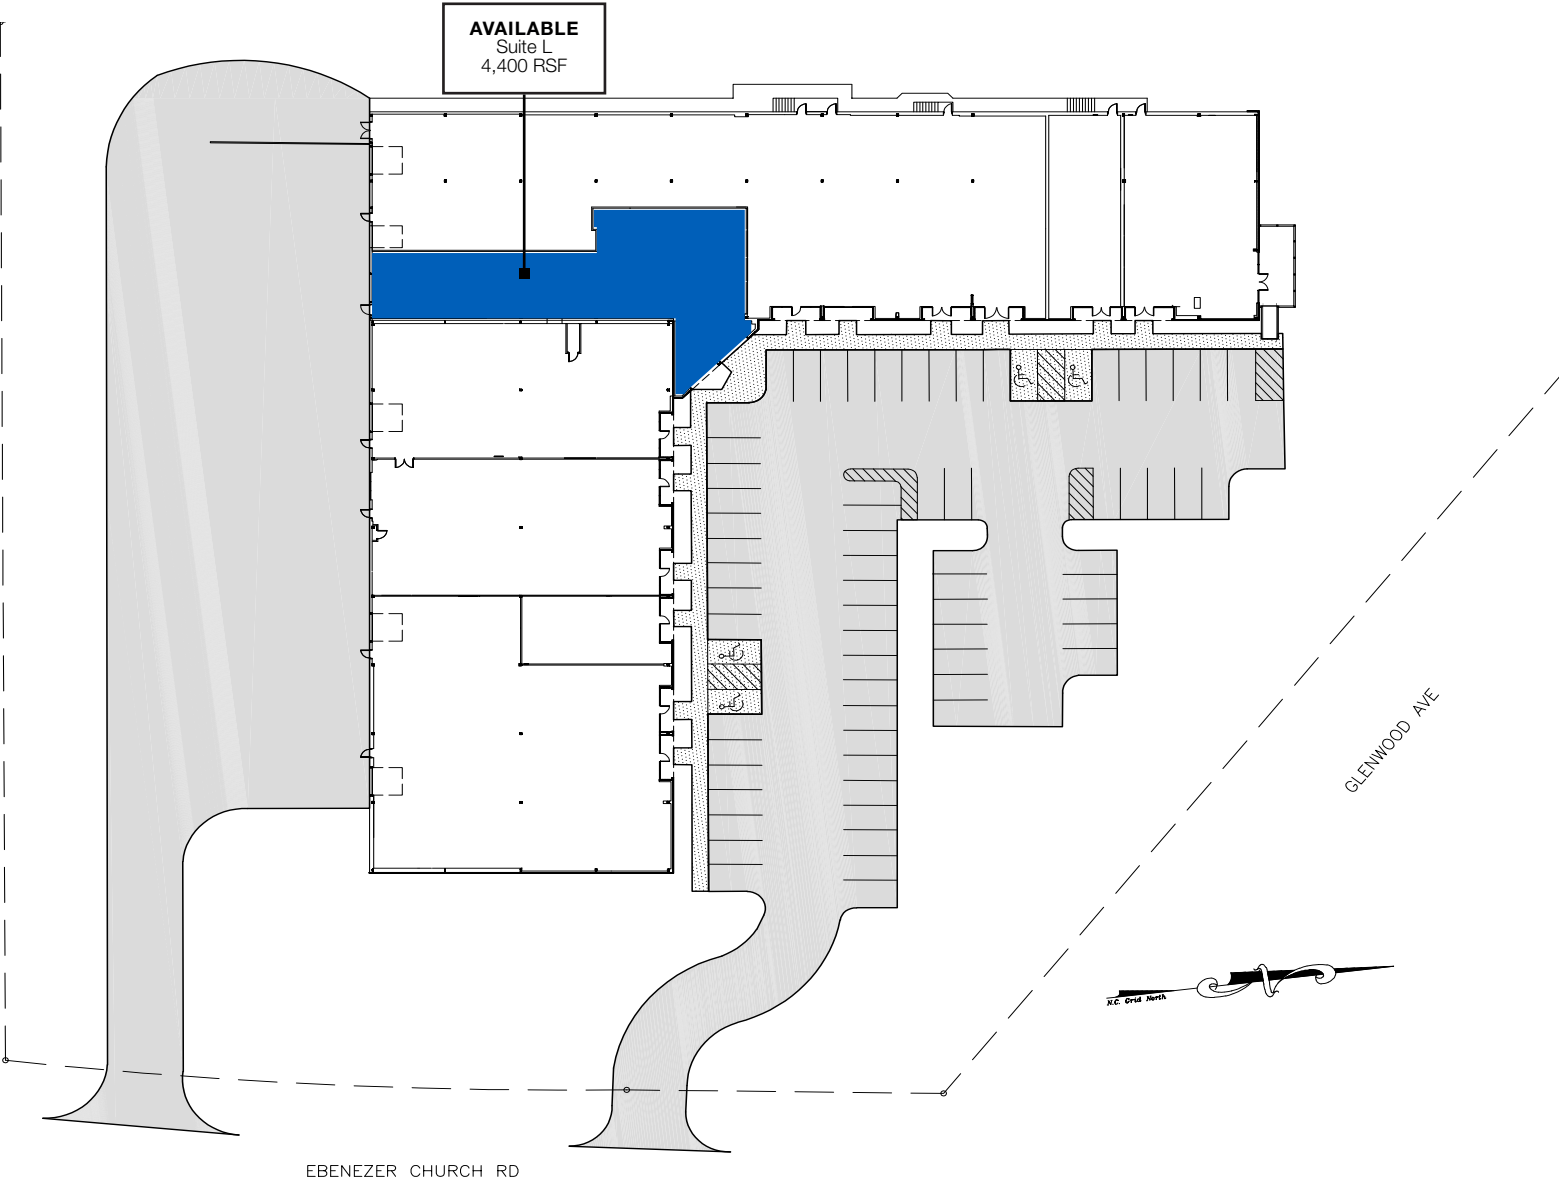 AVAILABLE
Suite L
4,400 RSF
GLENWOOD AVE
N.C. Grid North
EBENEZER CHURCH RD